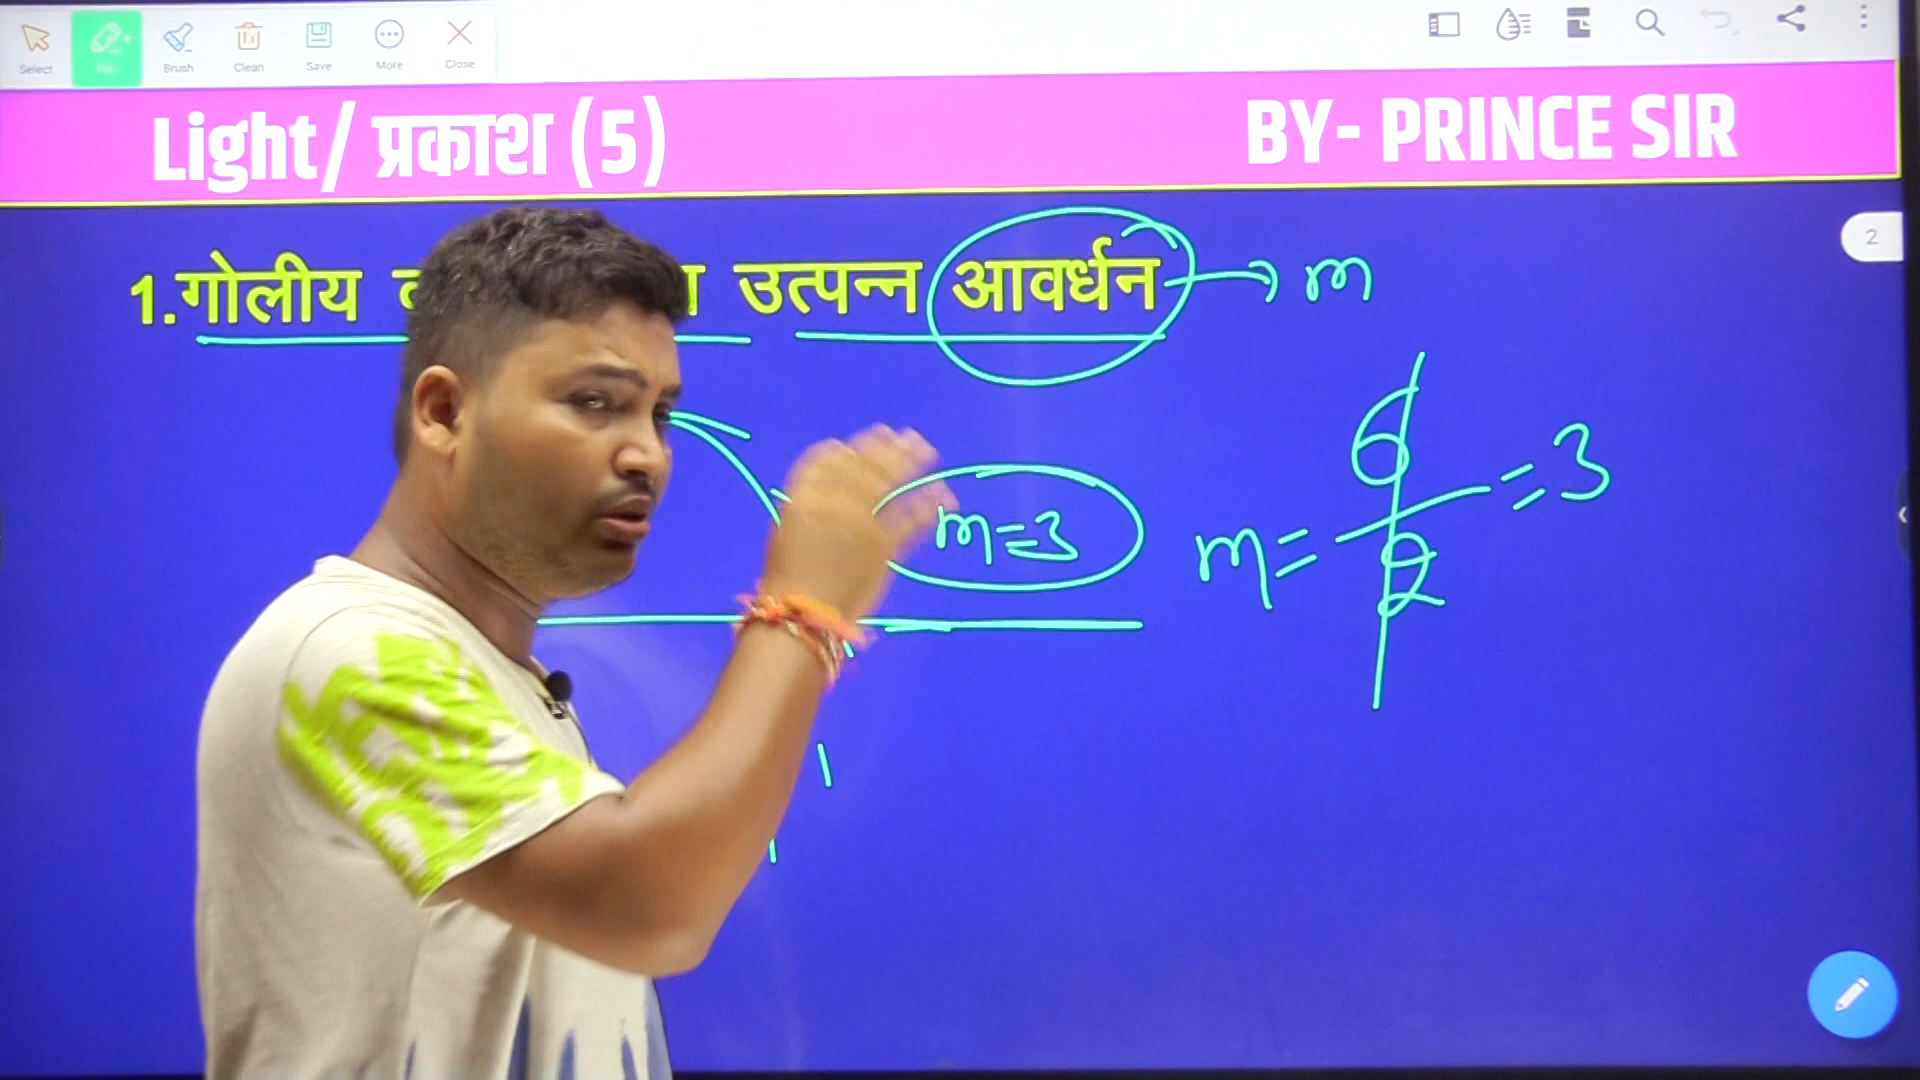 Select Brush Clean Save More Close
Light/ प्रकाश (5) BY- PRINCE SIR
2
1.गोलीय उत्पन्न आवर्धन → m
m=3
m = 6/2 = 3